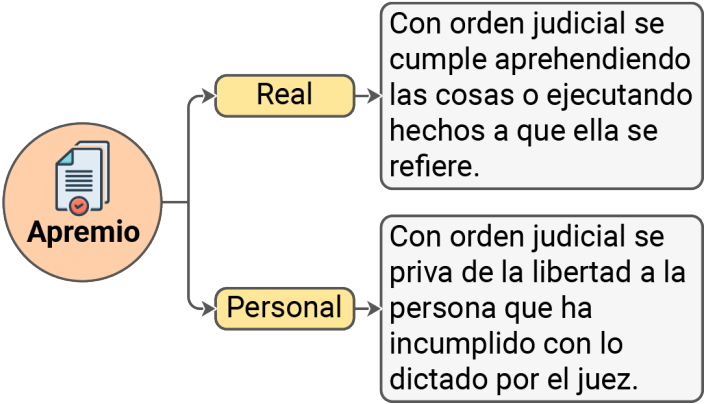 Apremio
Real
Con orden judicial se
cumple aprehendiendo
las cosas o ejecutando
hechos a que ella se
refiere.
Personal
Con orden judicial se
priva de la libertad a la
persona que ha
incumplido con lo
dictado por el juez.